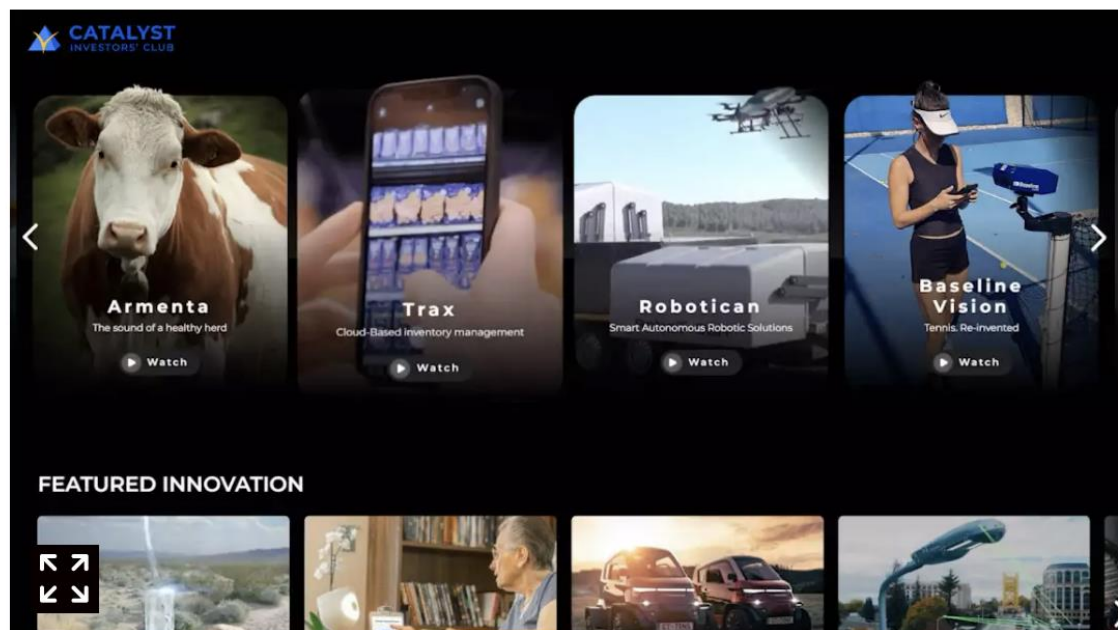 CATALYST
INVESTORS' CLUB
Armenta
The sound of a healthy herd
Watch
Trax
Cloud-Based inventory management
Watch
Robotican
Smart Autonomous Robotic Solutions
Watch
Baseline
Vision
Tennis. Re-invented
Watch
FEATURED INNOVATION